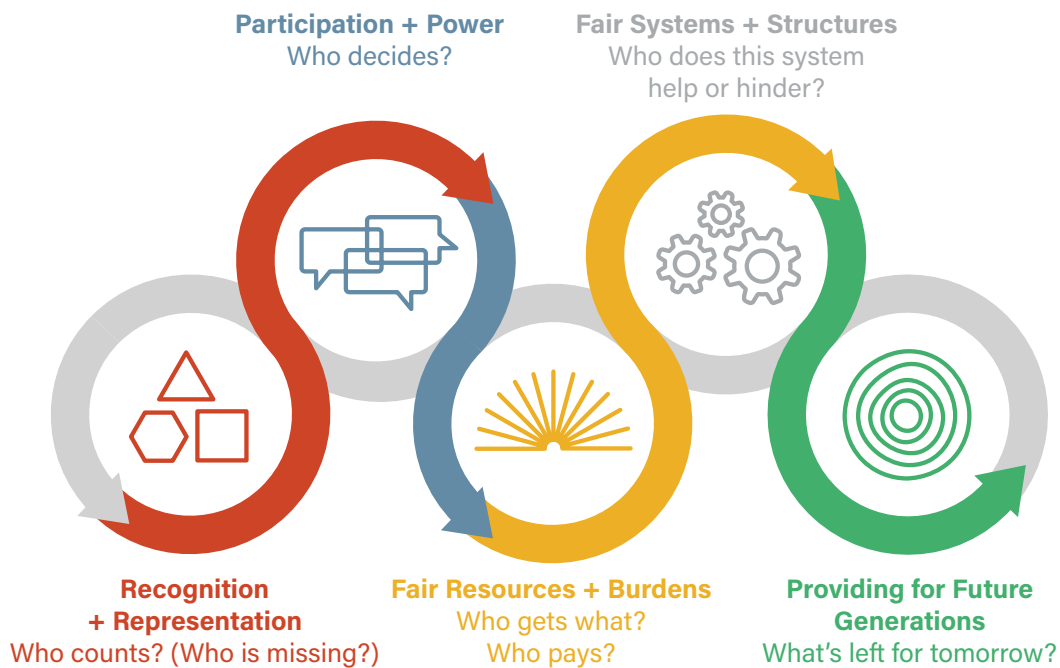 Participation + Power
Who decides?
Fair Systems + Structures
Who does this system
help or hinder?
Recognition
+ Representation
Who counts? (Who is missing?)
Fair Resources + Burdens
Who gets what?
Who pays?
Providing for Future
Generations
What’s left for tomorrow?